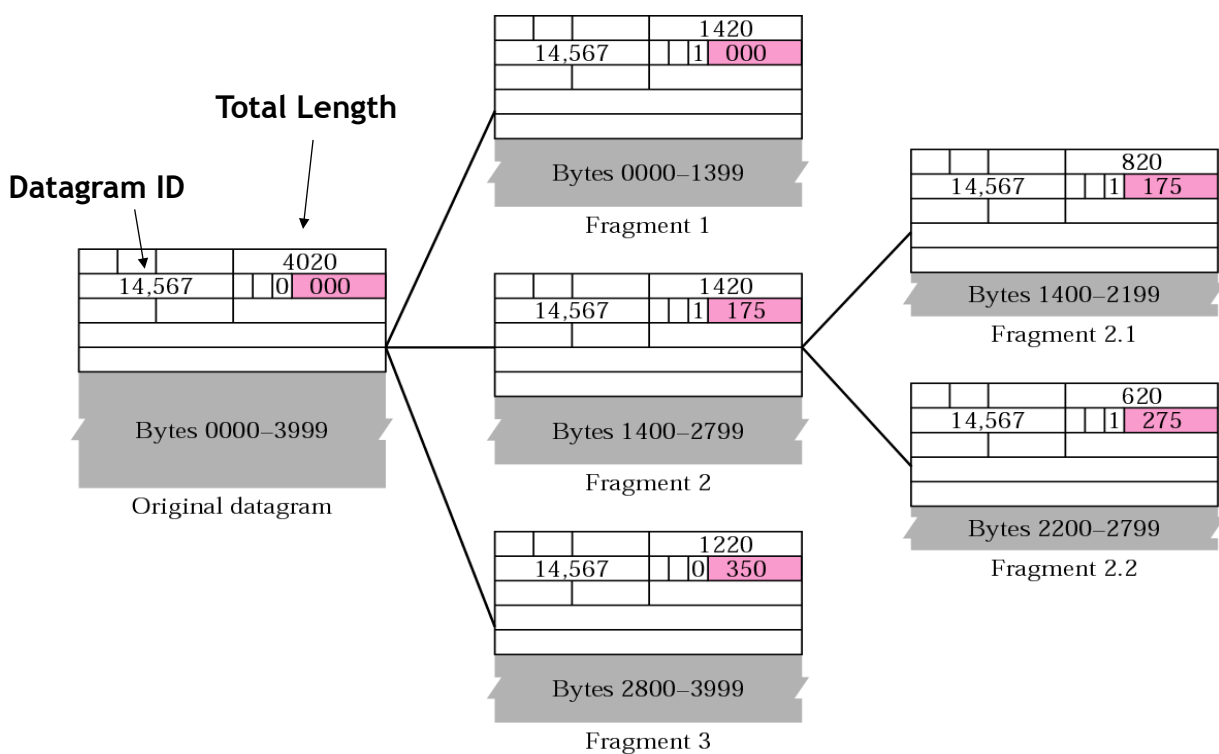 Total Length
Datagram ID
4020
14,567 0 000
Bytes 0000–3999
Original datagram
1420
14,567 1 000
Bytes 0000–1399
Fragment 1
1420
14,567 1 175
Bytes 1400–2799
Fragment 2
1220
14,567 0 350
Bytes 2800–3999
Fragment 3
820
14,567 1 175
Bytes 1400–2199
Fragment 2.1
620
14,567 1 275
Bytes 2200–2799
Fragment 2.2